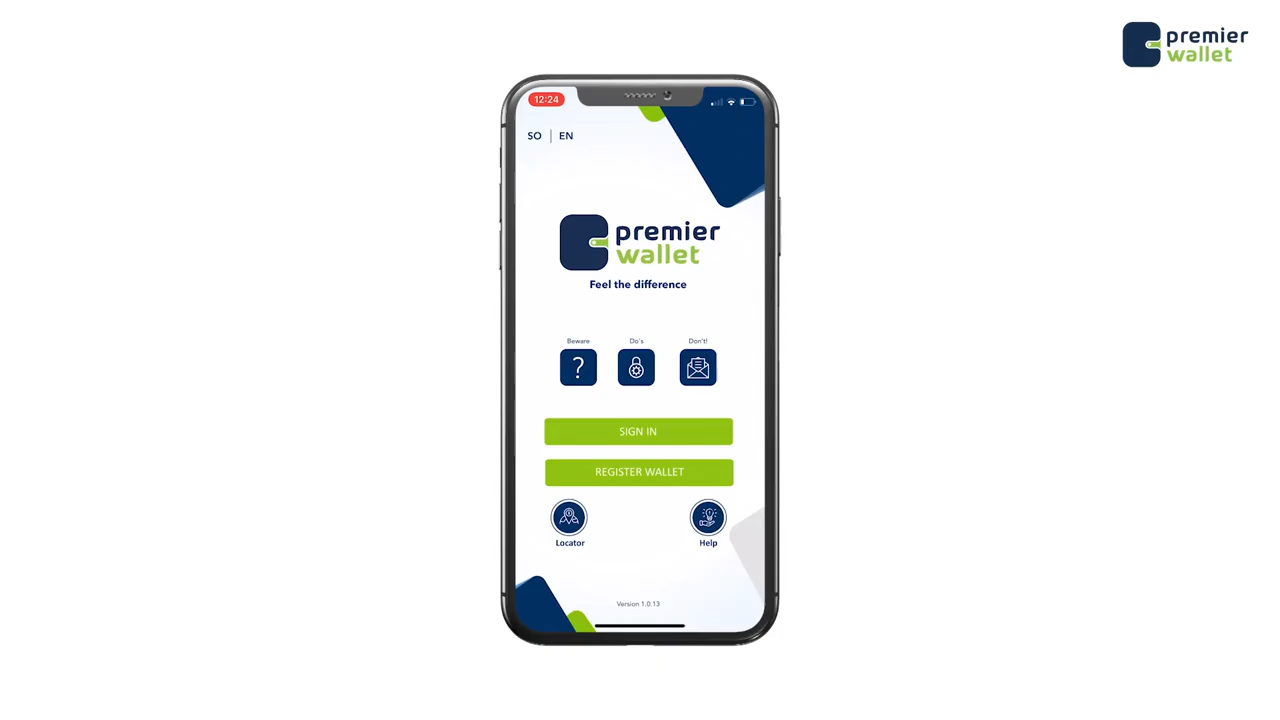 premier
wallet
12:24
SO | EN
premier
wallet
Feel the difference
Beware
Do's
Don't!
SIGN IN
REGISTER WALLET
Locator
Help
Version 1.0.13